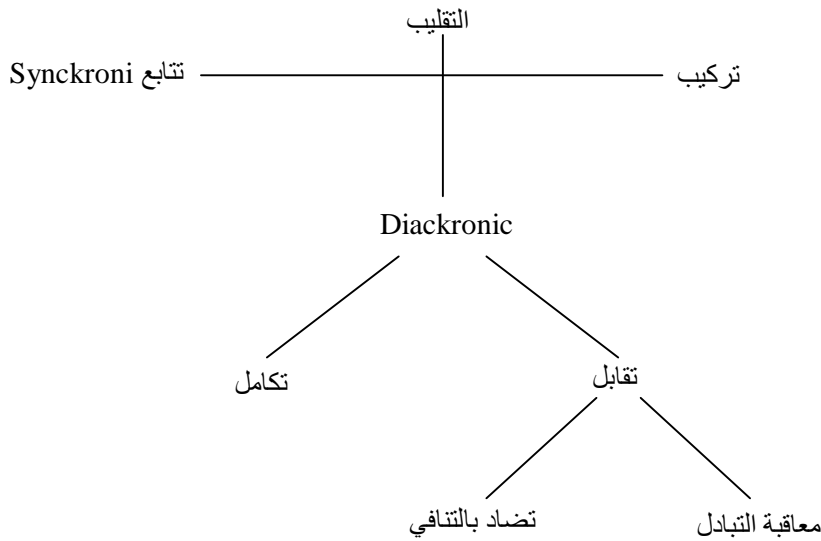 التقليب
تركيب
تتابع Synckroni
Diackronic
تقابل
تكامل
معاقبة التبادل
تضاد بالتنافي